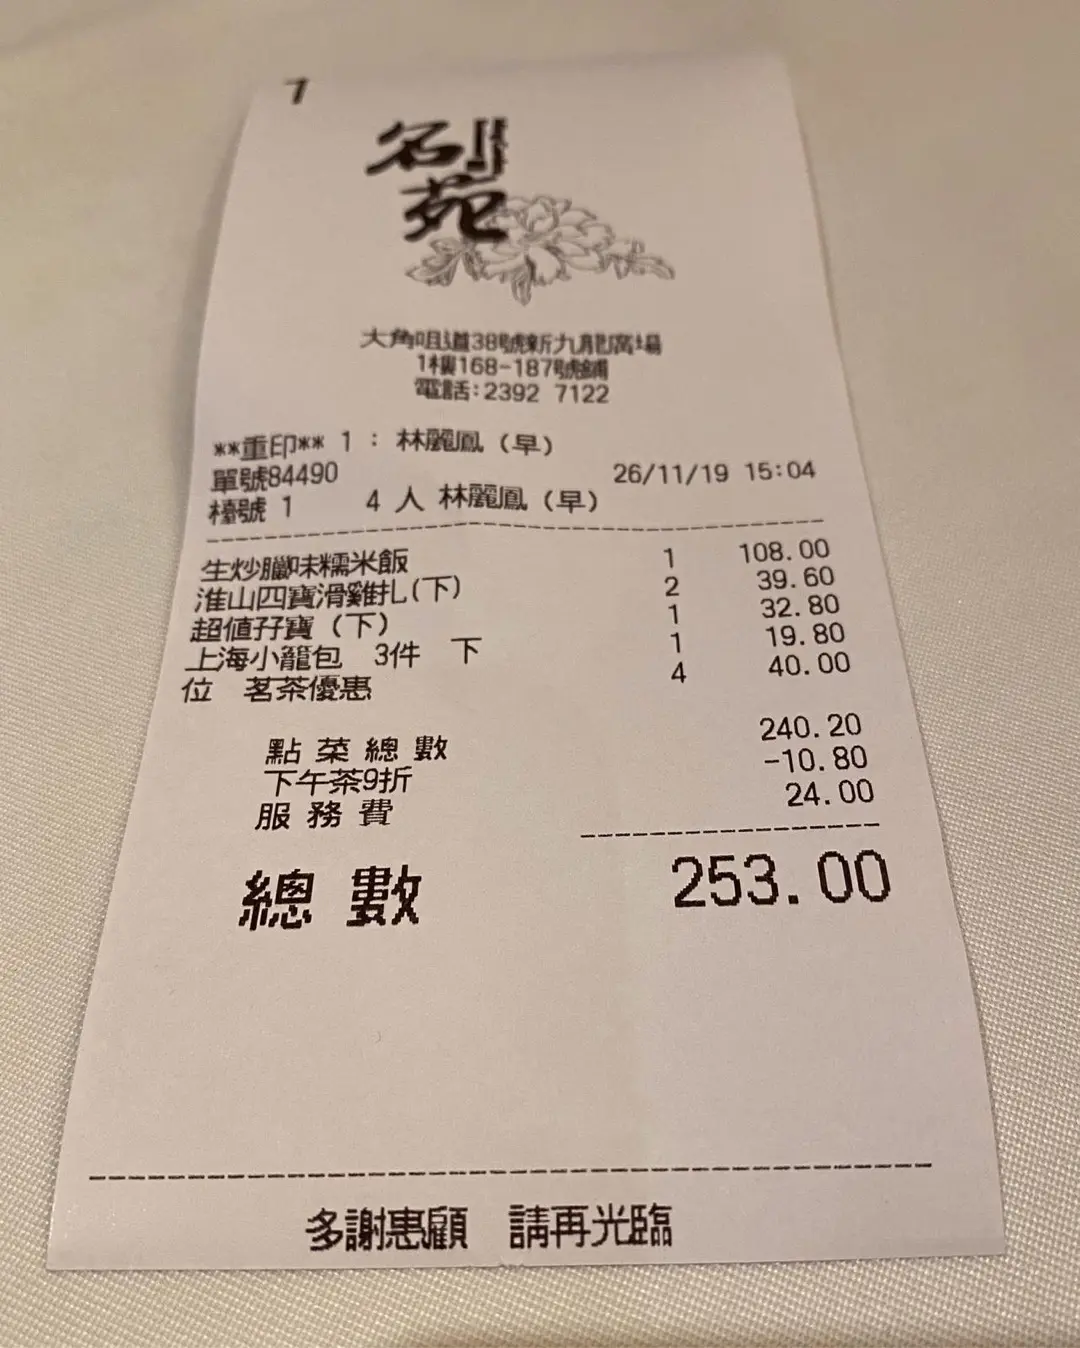 7
名苑
大角咀道38號新九龍廣場
1樓168-187號舖
電話:2392 7122
**重印** 1 : 林麗鳳 (早)
單號84490 26/11/19 15:04
檯號 1 4 人 林麗鳳 (早)
生炒臘味糯米飯 1 108.00
淮山四寶滑雞扎(下) 2 39.60
超值孖寶 (下) 1 32.80
上海小籠包 3件 下 1 19.80
位 茗茶優惠 4 40.00
點菜總數 240.20
下午茶9折 -10.80
服務費 24.00
總數 253.00
多謝惠顧 請再光臨